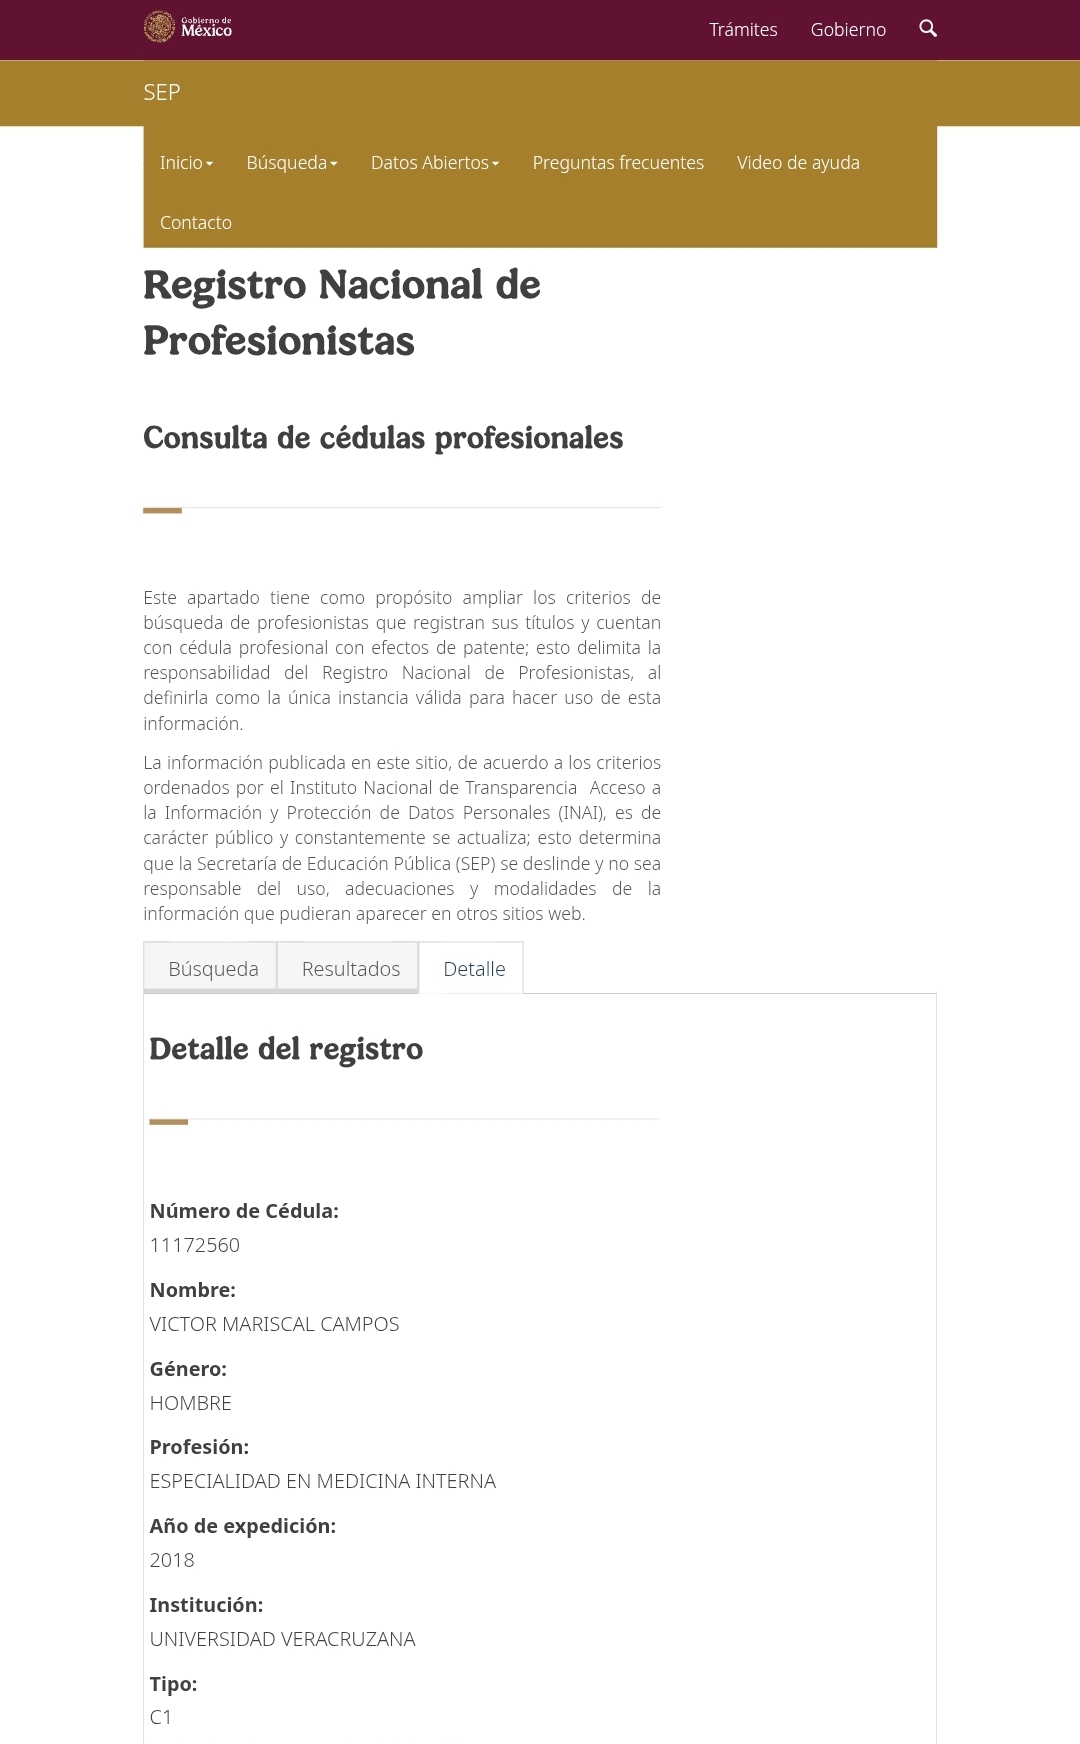 Gobierno de
México
Trámites Gobierno
SEP
Inicio Búsqueda Datos Abiertos Preguntas frecuentes Video de ayuda
Contacto
Registro Nacional de
Profesionistas
Consulta de cédulas profesionales
Este apartado tiene como propósito ampliar los criterios de
búsqueda de profesionistas que registran sus títulos y cuentan
con cédula profesional con efectos de patente; esto delimita la
responsabilidad del Registro Nacional de Profesionistas, al
definirla como la única instancia válida para hacer uso de esta
información.
La información publicada en este sitio, de acuerdo a los criterios
ordenados por el Instituto Nacional de Transparencia Acceso a
la Información y Protección de Datos Personales (INAI), es de
carácter público y constantemente se actualiza; esto determina
que la Secretaría de Educación Pública (SEP) se deslinde y no sea
responsable del uso, adecuaciones y modalidades de la
información que pudieran aparecer en otros sitios web.
Búsqueda Resultados Detalle
Detalle del registro
Número de Cédula:
11172560
Nombre:
VICTOR MARISCAL CAMPOS
Género:
HOMBRE
Profesión:
ESPECIALIDAD EN MEDICINA INTERNA
Año de expedición:
2018
Institución:
UNIVERSIDAD VERACRUZANA
Tipo:
C1